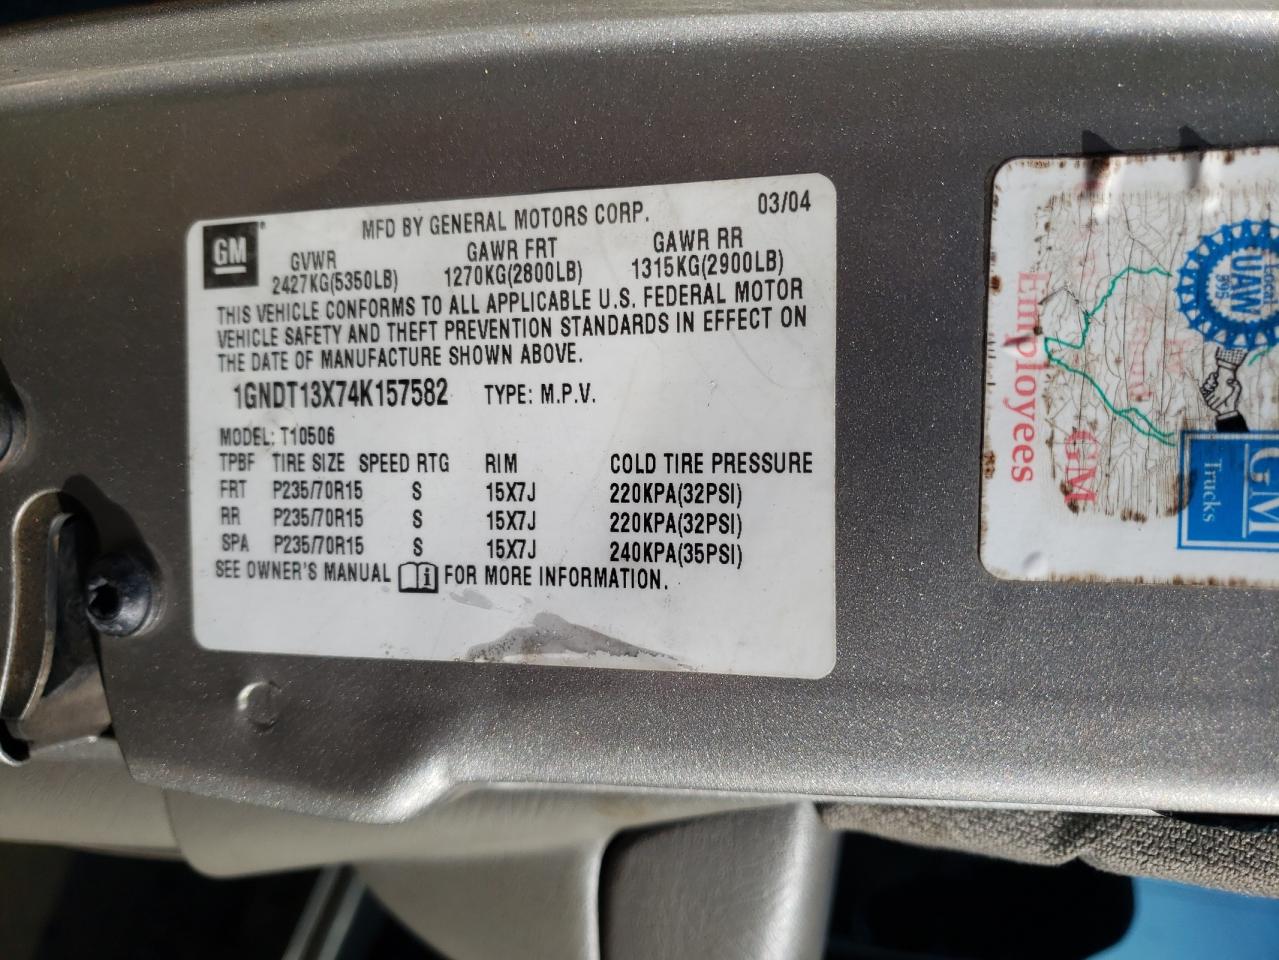 GM
MFD BY GENERAL MOTORS CORP. 03/04
GVWR GAWR FRT GAWR RR
2427KG(5350LB) 1270KG(2800LB) 1315KG(2900LB)
THIS VEHICLE CONFORMS TO ALL APPLICABLE U.S. FEDERAL MOTOR
VEHICLE SAFETY AND THEFT PREVENTION STANDARDS IN EFFECT ON
THE DATE OF MANUFACTURE SHOWN ABOVE.
1GNDT13X74K157582 TYPE: M.P.V.
MODEL: T10506
TPBF TIRE SIZE SPEED RTG RIM COLD TIRE PRESSURE
FRT P235/70R15 S 15X7J 220KPA(32PSI)
RR P235/70R15 S 15X7J 220KPA(32PSI)
SPA P235/70R15 S 15X7J 240KPA(35PSI)
SEE OWNER'S MANUAL i FOR MORE INFORMATION.
Local
UAW
GM
Employees
GM
Trucks